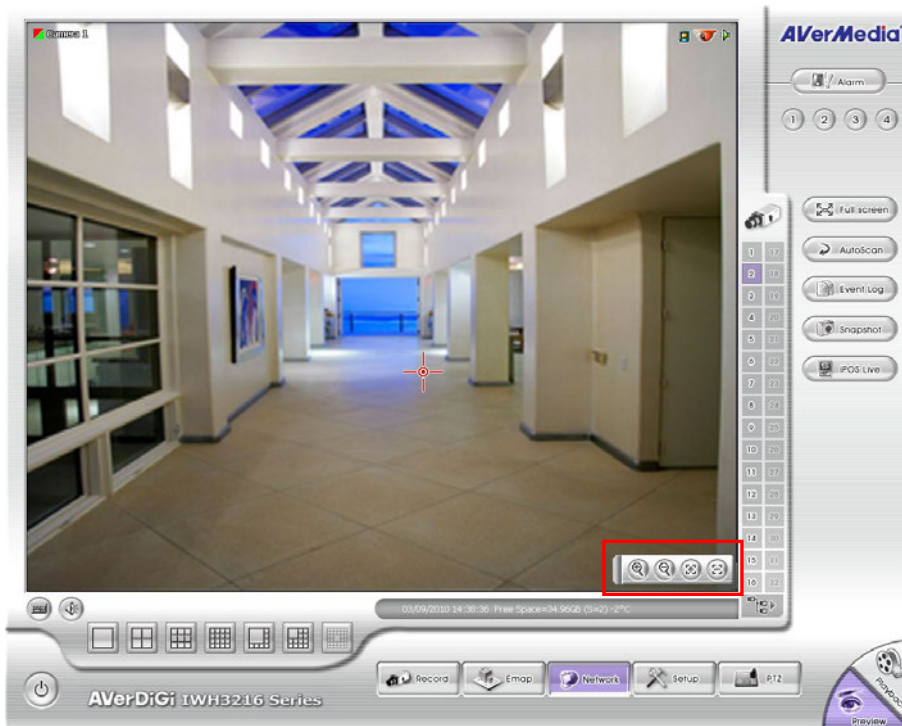 Camera 1
AVerMedia
Alarm
1 2 3 4
Full screen
AutoScan
Event Log
Snapshot
iPOS Live
1 17
2 18
3 19
4 20
5 21
6 22
7 23
8 24
9 25
10 26
11 27
12 28
13 29
14 30
15 31
16 32
03/09/2010 14:38:36 Free Space=34.96GB (S=2) -2°C
Record
Emap
Network
Setup
PTZ
Playback
Preview
AVerDiGi IWH3216 Series